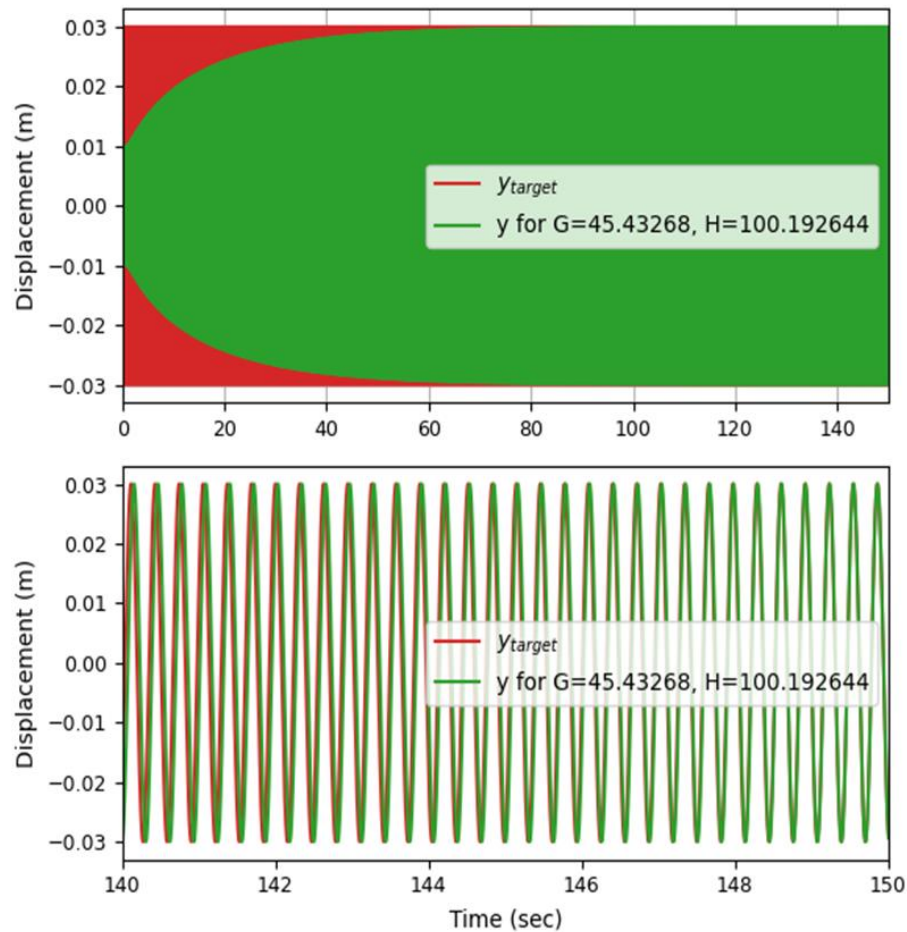 Displacement (m)
0.03
0.02
0.01
0.00
−0.01
−0.02
−0.03
y_target
y for G=45.43268, H=100.192644
0 20 40 60 80 100 120 140
Displacement (m)
0.03
0.02
0.01
0.00
−0.01
−0.02
−0.03
y_target
y for G=45.43268, H=100.192644
140 142 144 146 148 150
Time (sec)